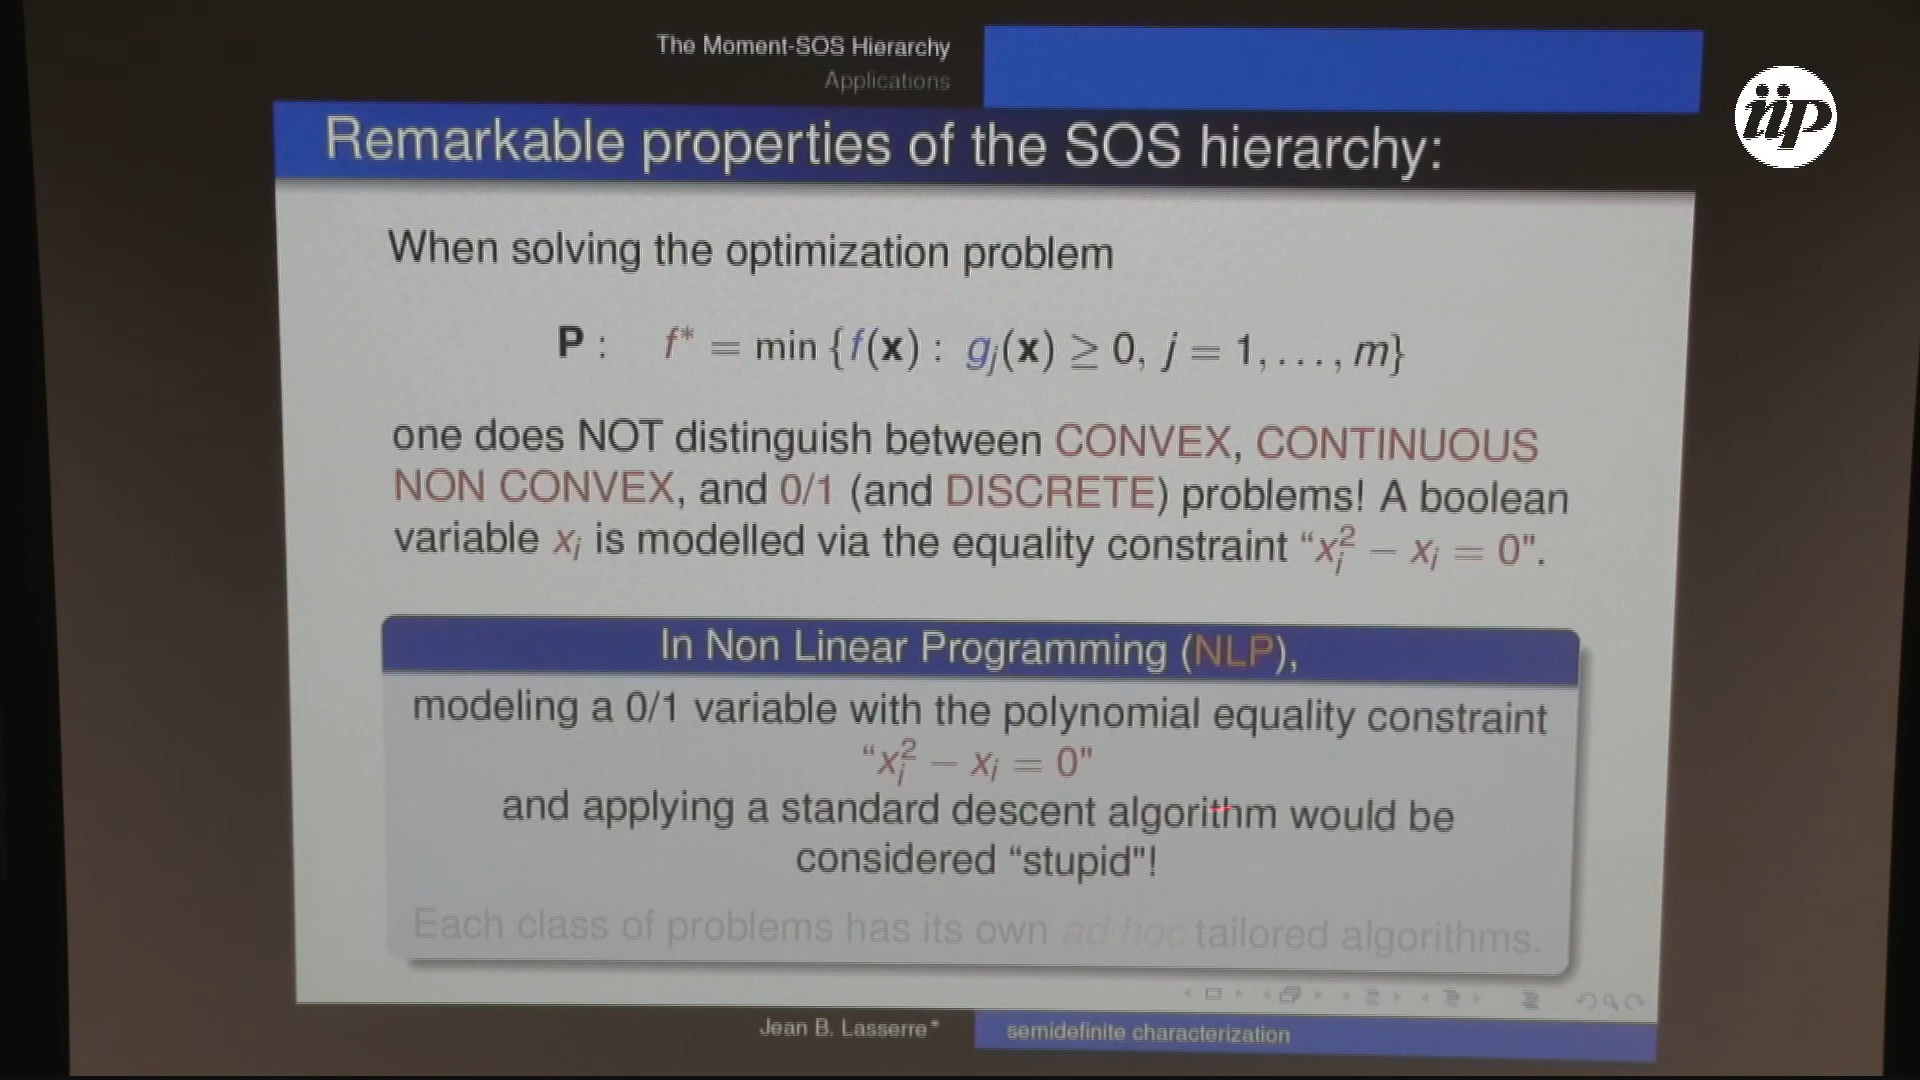 The Moment-SOS Hierarchy
Applications
iip
Remarkable properties of the SOS hierarchy:
When solving the optimization problem
P : f* = min {f(x) : gj(x) ≥ 0, j = 1, . . . , m}
one does NOT distinguish between CONVEX, CONTINUOUS
NON CONVEX, and 0/1 (and DISCRETE) problems! A boolean
variable xi is modelled via the equality constraint “xi² − xi = 0".
In Non Linear Programming (NLP),
modeling a 0/1 variable with the polynomial equality constraint
“xi² − xi = 0"
and applying a standard descent algorithm would be
considered “stupid"!
Each class of problems has its own ad hoc tailored algorithms.
Jean B. Lasserre*
semidefinite characterization